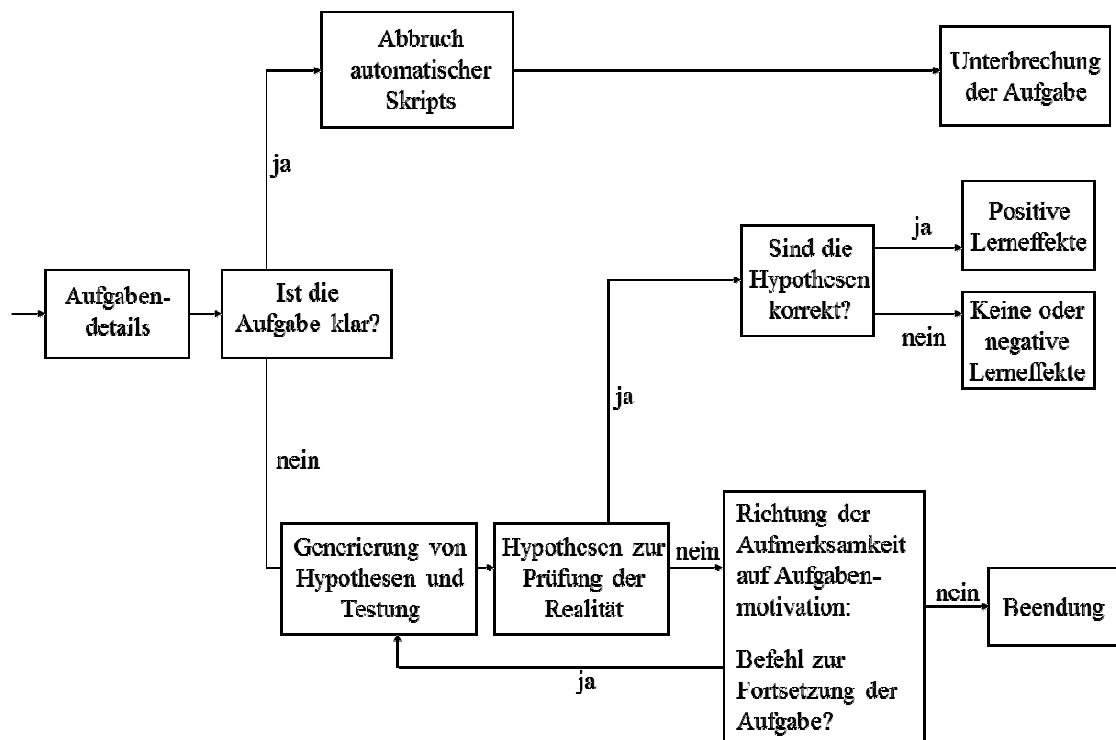 Abbruch
automatischer
Skripts
Unterbrechung
der Aufgabe
ja
Aufgaben-
details
Ist die
Aufgabe klar?
Sind die
Hypothesen
korrekt?
ja
Positive
Lerneffekte
nein
Keine oder
negative
Lerneffekte
ja
nein
Generierung von
Hypothesen und
Testung
Hypothesen zur
Prüfung der
Realität
nein
Richtung der
Aufmerksamkeit
auf Aufgaben-
motivation:
Befehl zur
Fortsetzung der
Aufgabe?
nein
Beendung
ja